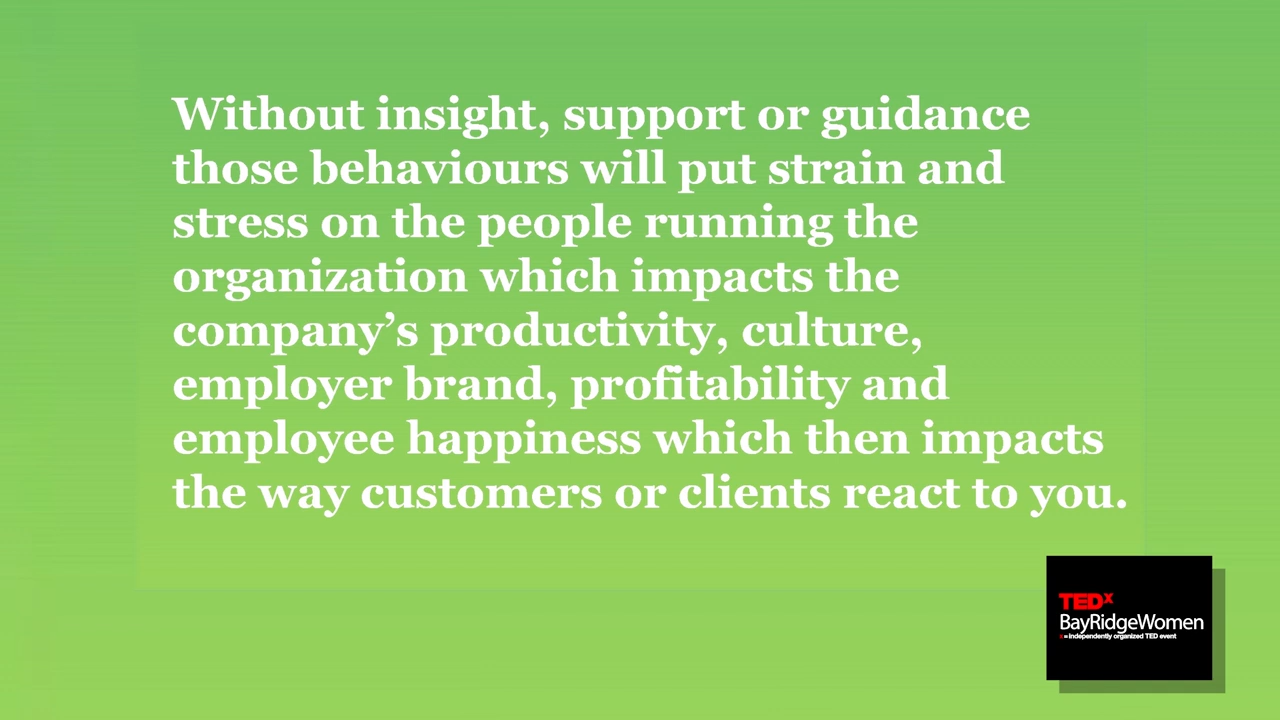 Without insight, support or guidance
those behaviours will put strain and
stress on the people running the
organization which impacts the
company’s productivity, culture,
employer brand, profitability and
employee happiness which then impacts
the way customers or clients react to you.
TEDx
BayRidgeWomen
x = independently organized TED event